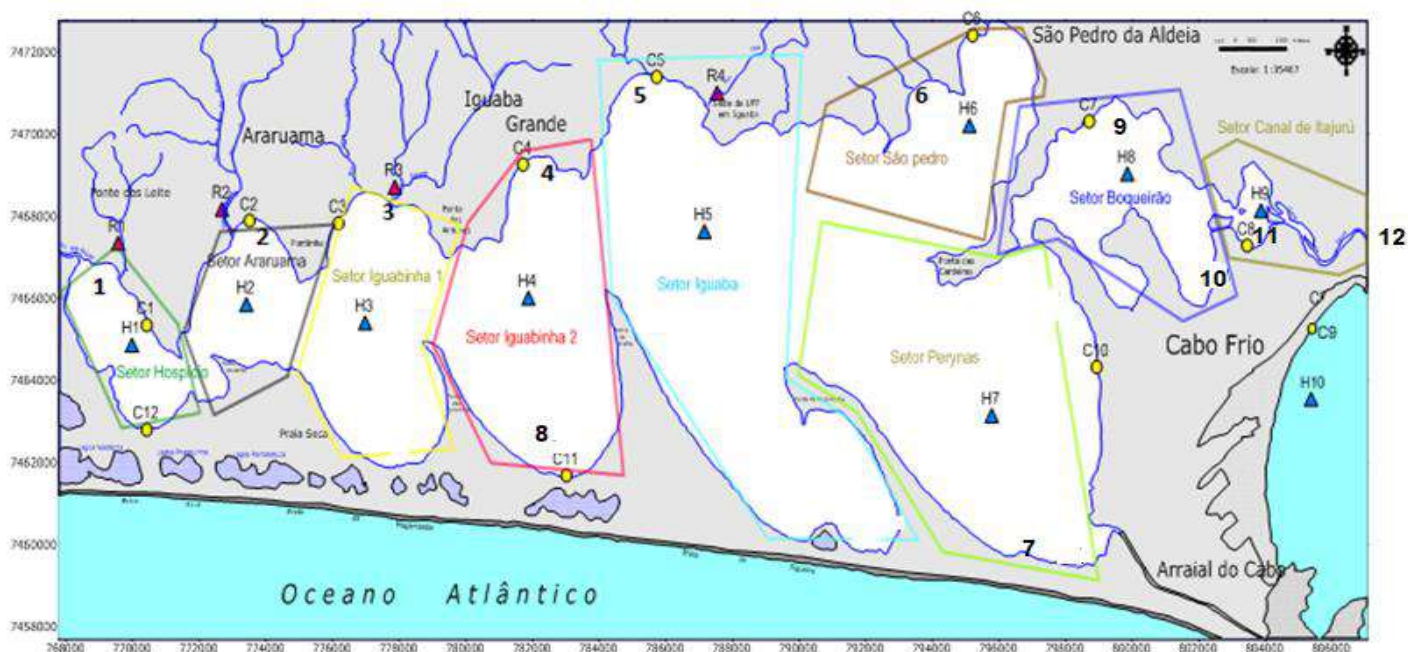 7472000
7470000
7468000
7466000
7464000
7462000
7460000
7458000
768000 770000 772000 774000 776000 778000 780000 782000 784000 786000 788000 790000 792000 794000 796000 798000 800000 802000 804000 806000
São Pedro da Aldeia
Escala: 1:35467
C6
C5
5
R4
6
H6
Setor São pedro
C7
9
H8
Setor Boqueirão
Setor Canal de Itajurú
H9
C8
11
12
10
Iguaba
Grande
C4
4
Araruama
Ponte dos Leite
R2
C2
2
Setor Araruama
H2
R3
C3
3
Setor Iguabinha 1
H3
1
C1
H1
Setor Hospício
C12
H4
Setor Iguabinha 2
8
C11
H5
Setor Iguaba
Setor Perynas
H7
C10
7
Cabo Frio
C9
H10
Praia Seca
Arraial do Cabo
Oceano Atlântico